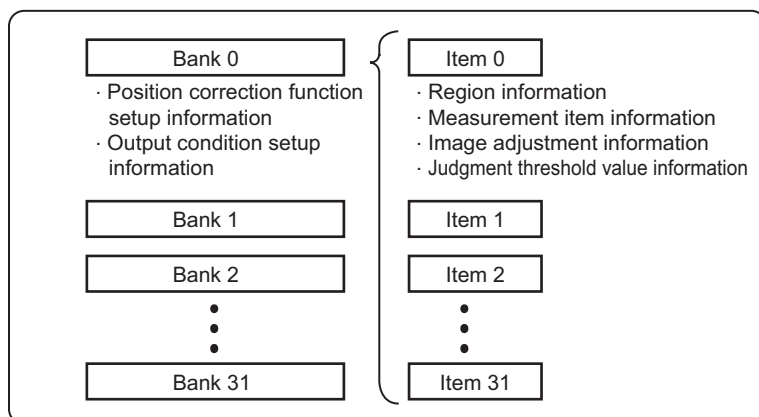 Bank 0
· Position correction function
setup information
· Output condition setup
information
Bank 1
Bank 2
Bank 31
Item 0
· Region information
· Measurement item information
· Image adjustment information
· Judgment threshold value information
Item 1
Item 2
Item 31